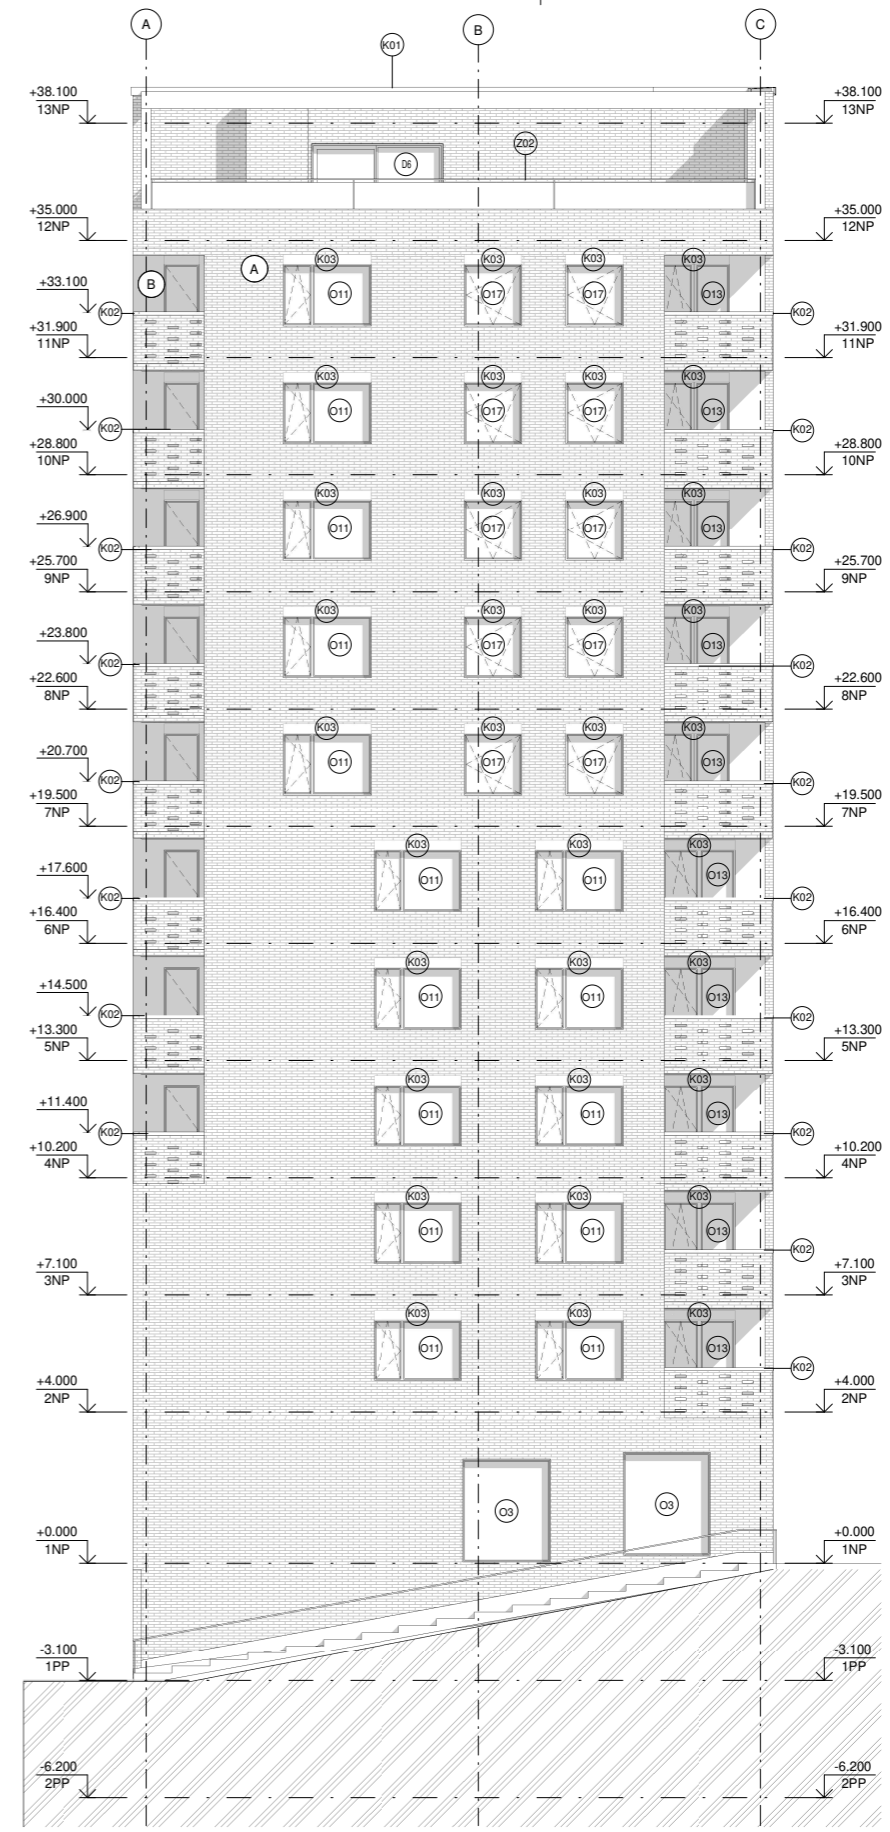 A B C
K01
+38.100 +38.100
13NP 13NP
Z02
D6
+35.000 +35.000
12NP 12NP
K03 K03 K03 K03
A
B
+33.100
O11 O17 O17 O13
K02 K02
+31.900 +31.900
11NP 11NP
K03 K03 K03 K03
+30.000
O11 O17 O17 O13
K02 K02
+28.800 +28.800
10NP 10NP
K03 K03 K03 K03
+26.900
O11 O17 O17 O13
K02 K02
+25.700 +25.700
9NP 9NP
K03 K03 K03 K03
+23.800
O11 O17 O17 O13
K02 K02
+22.600 +22.600
8NP 8NP
K03 K03 K03 K03
+20.700
O11 O17 O17 O13
K02 K02
+19.500 +19.500
7NP 7NP
K03 K03 K03
+17.600
O11 O11 O13
K02 K02
+16.400 +16.400
6NP 6NP
K03 K03 K03
+14.500
O11 O11 O13
K02 K02
+13.300 +13.300
5NP 5NP
K03 K03 K03
+11.400
O11 O11 O13
K02 K02
+10.200 +10.200
4NP 4NP
K03 K03 K03
O11 O11 O13
K02
+7.100 +7.100
3NP 3NP
K03 K03 K03
O11 O11 O13
K02
+4.000 +4.000
2NP 2NP
O3 O3
+0.000 +0.000
1NP 1NP
-3.100 -3.100
1PP 1PP
-6.200 -6.200
2PP 2PP